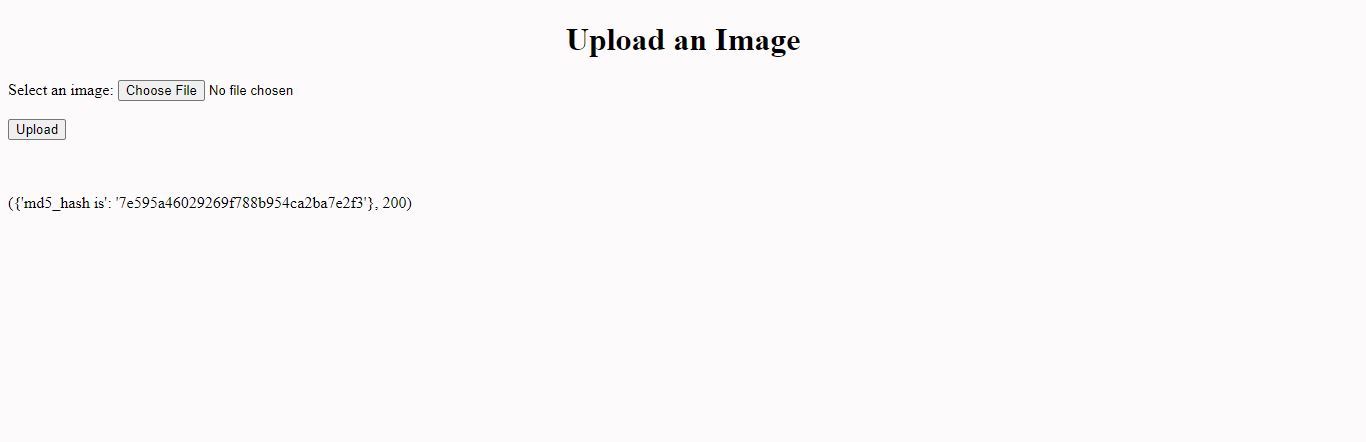 Upload an Image
Select an image: Choose File No file chosen
Upload
({'md5_hash is': '7e595a46029269f788b954ca2ba7e2f3'}, 200)